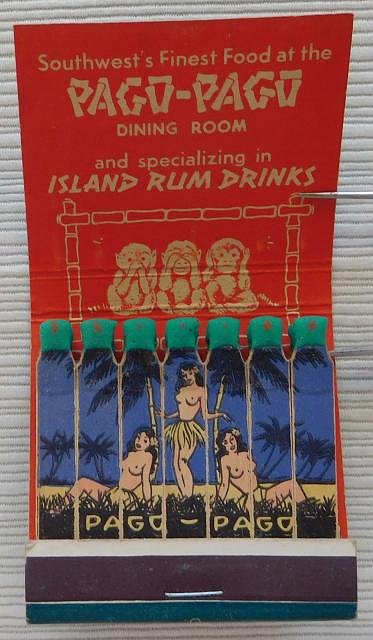 Southwest's Finest Food at the
PAGO-PAGO
DINING ROOM
and specializing in
ISLAND RUM DRINKS
PAGO - PAGO